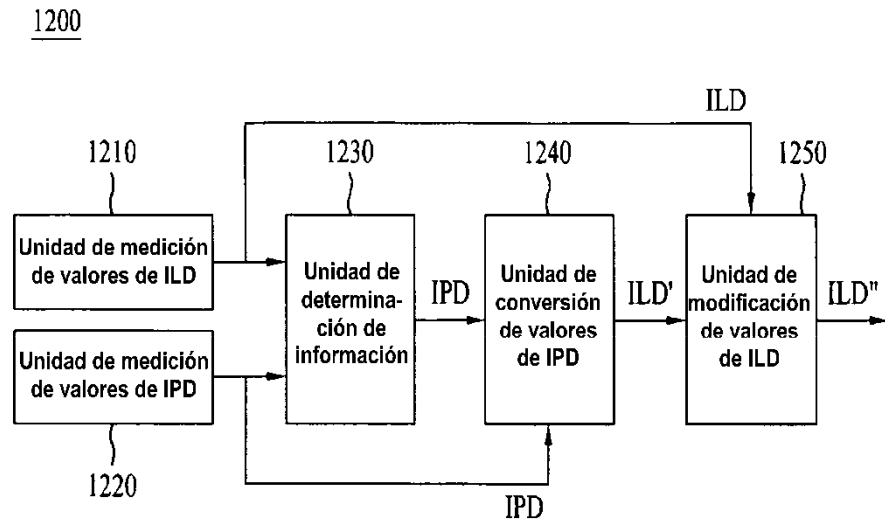 1200
ILD
1210
1230
1240
1250
Unidad de medición
de valores de ILD
Unidad de
determina-
ción de
información
IPD
Unidad de
conversión
de valores
de IPD
ILD'
Unidad de
modificación
de valores
de ILD
ILD"
Unidad de medición
de valores de IPD
1220
IPD